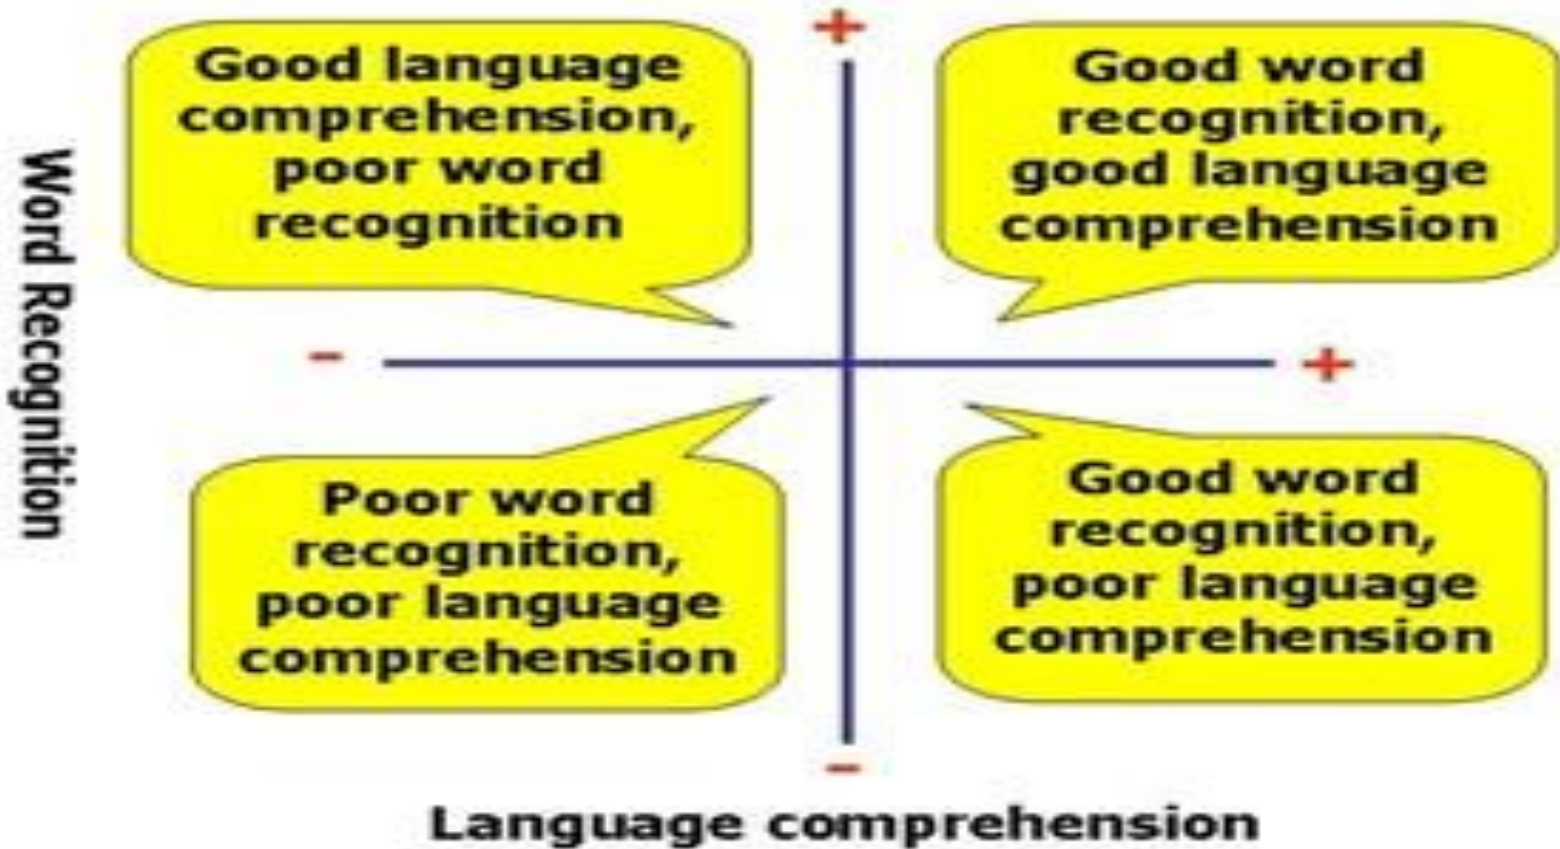 +
Good language
comprehension,
poor word
recognition
Good word
recognition,
good language
comprehension
Word Recognition
-
+
Poor word
recognition,
poor language
comprehension
Good word
recognition,
poor language
comprehension
-
Language comprehension